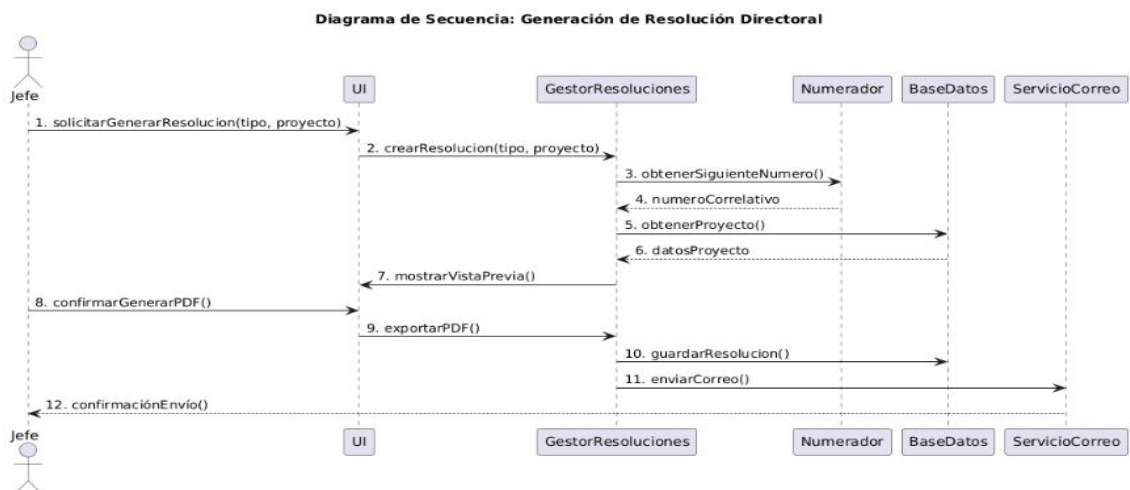 Diagrama de Secuencia: Generación de Resolución Directoral
Jefe
UI
GestorResoluciones
Numerador
BaseDatos
ServicioCorreo
1. solicitarGenerarResolucion(tipo, proyecto)
2. crearResolucion(tipo, proyecto)
3. obtenerSiguienteNumero()
4. numeroCorrelativo
5. obtenerProyecto()
6. datosProyecto
7. mostrarVistaPrevia()
8. confirmarGenerarPDF()
9. exportarPDF()
10. guardarResolucion()
11. enviarCorreo()
12. confirmaciónEnvío()
Jefe
UI
GestorResoluciones
Numerador
BaseDatos
ServicioCorreo